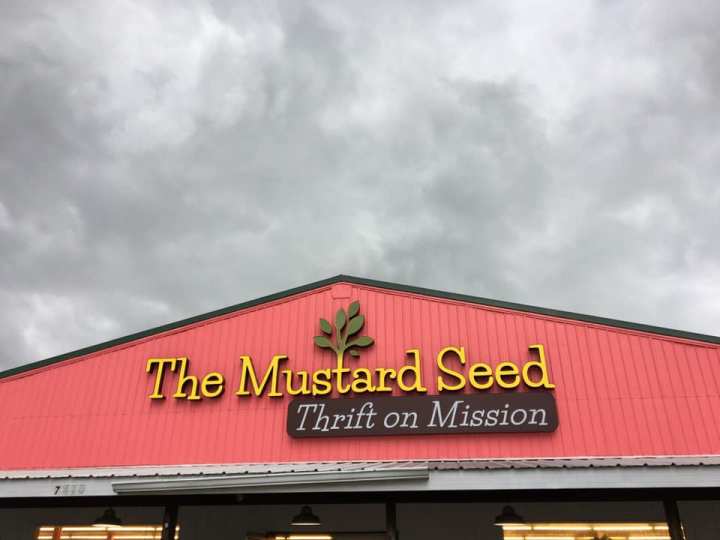 The Mustard Seed
Thrift on Mission